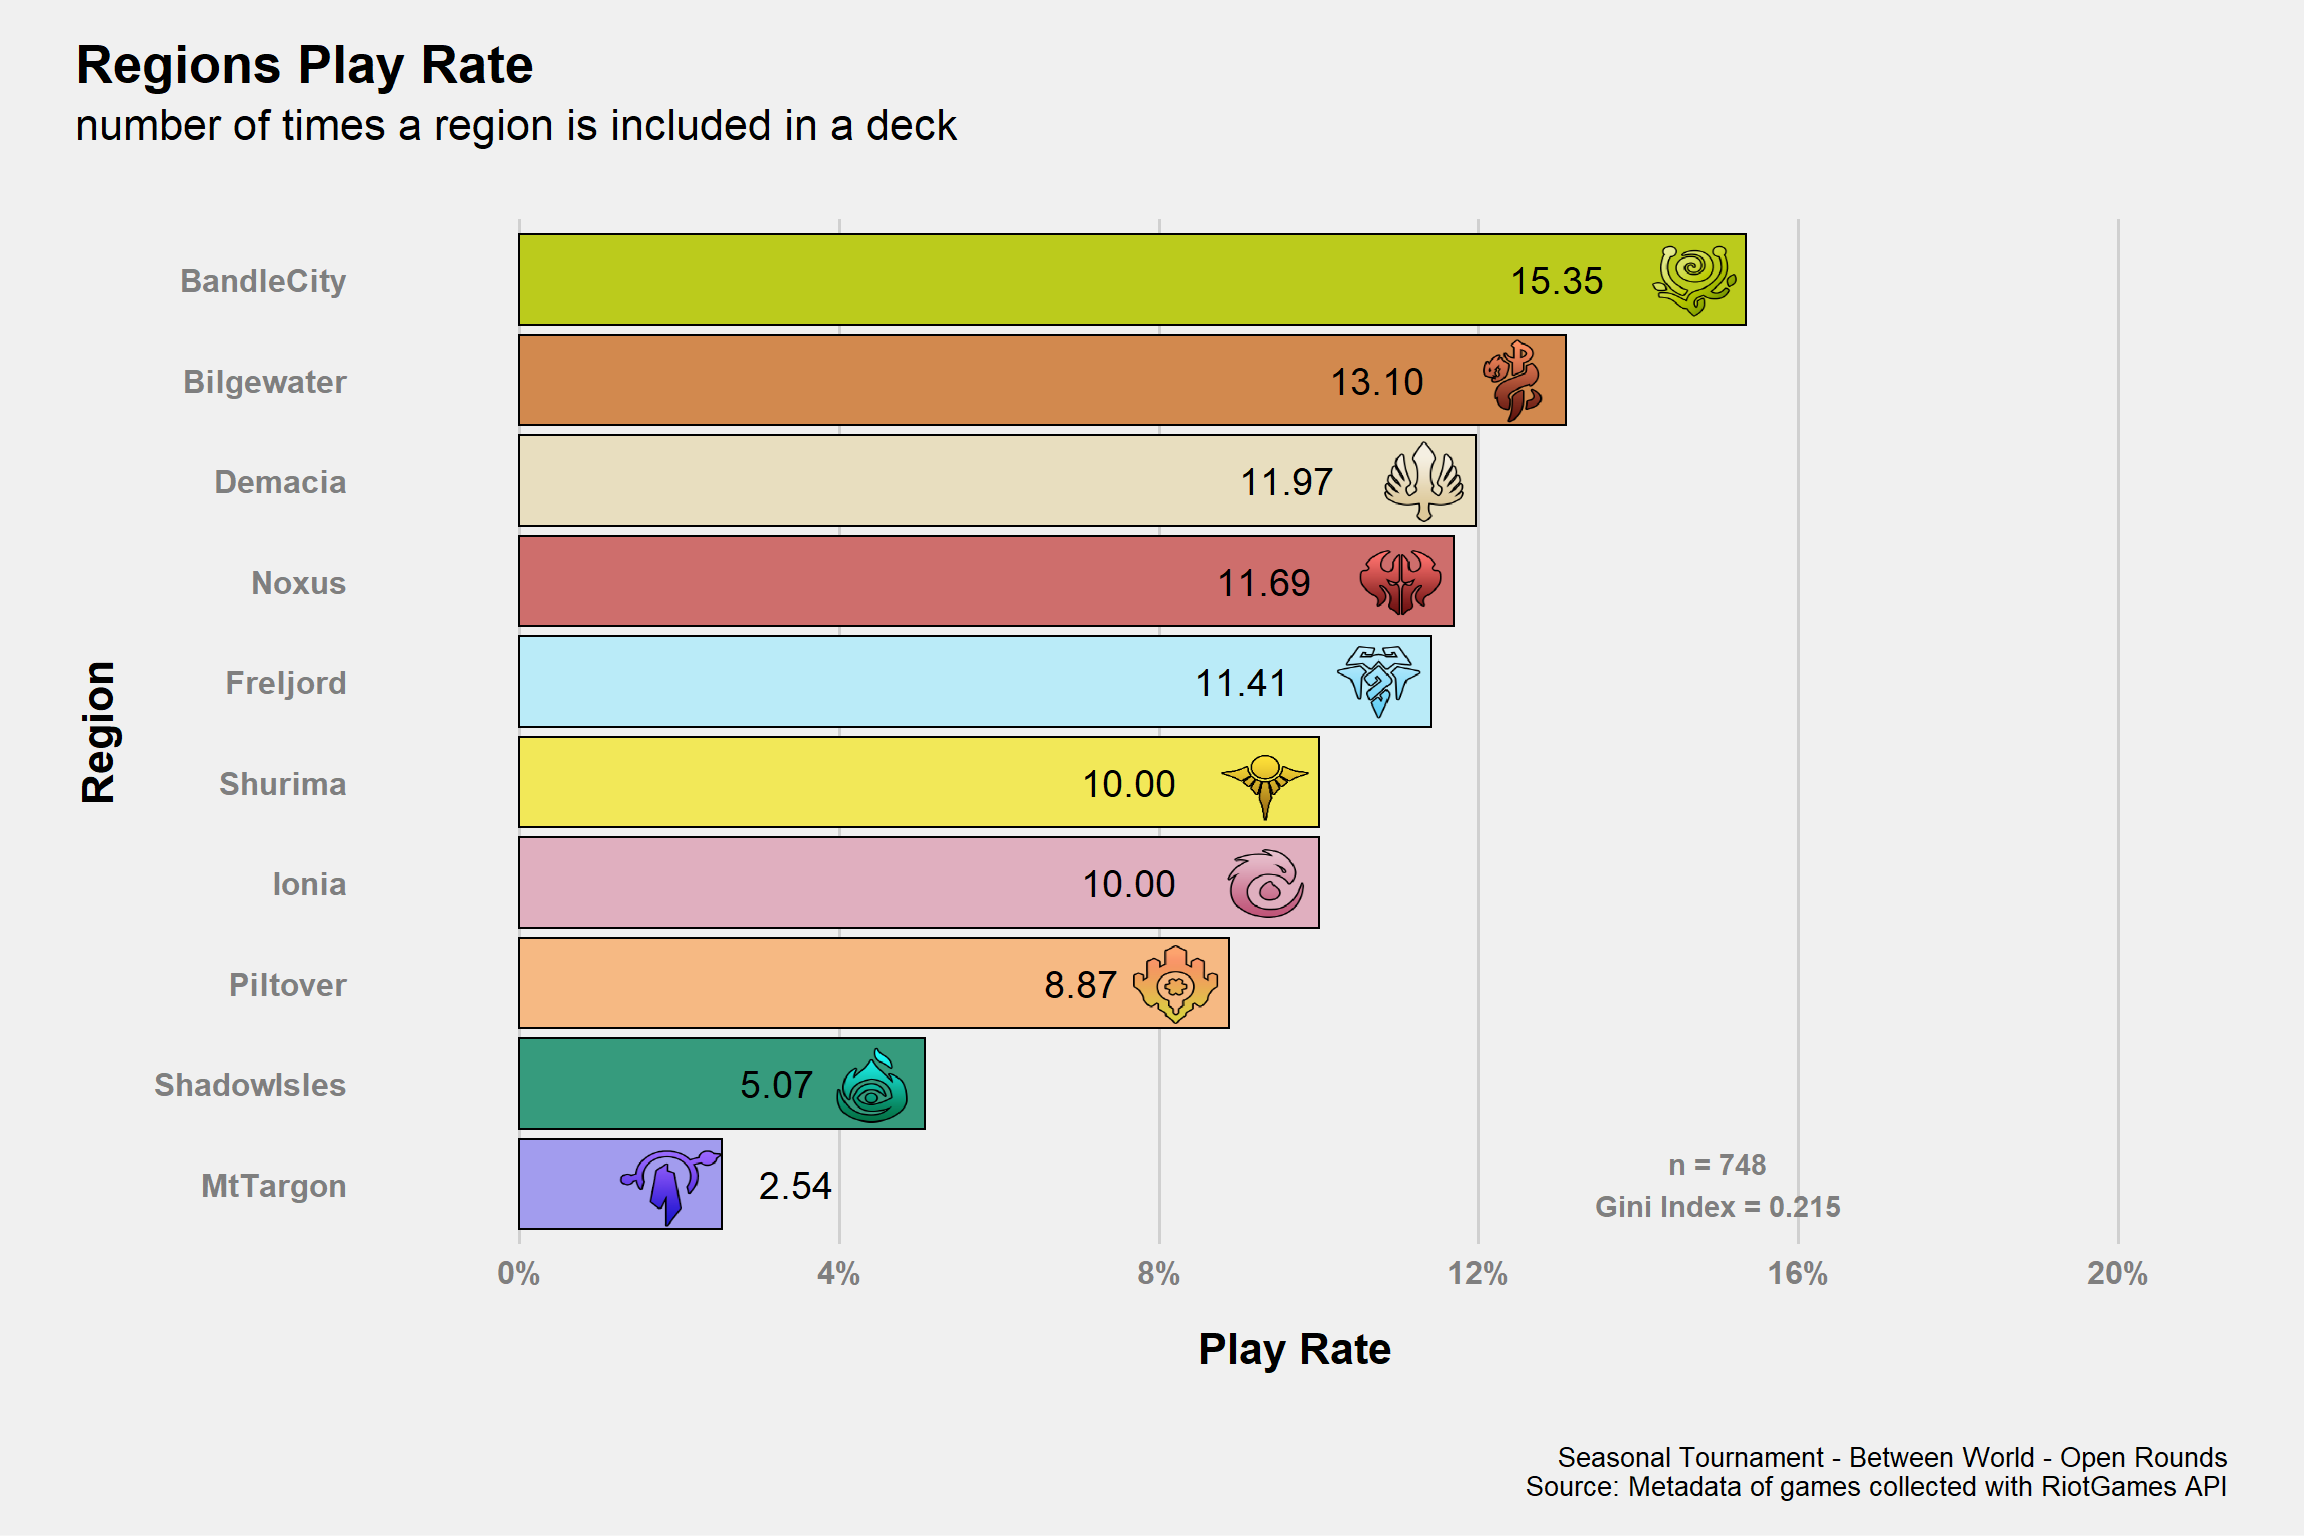 Regions Play Rate
number of times a region is included in a deck
Region
BandleCity
15.35
Bilgewater
13.10
Demacia
11.97
Noxus
11.69
Freljord
11.41
Shurima
10.00
Ionia
10.00
Piltover
8.87
ShadowIsles
5.07
MtTargon
2.54
n = 748
Gini Index = 0.215
0% 4% 8% 12% 16% 20%
Play Rate
Seasonal Tournament - Between World - Open Rounds
Source: Metadata of games collected with RiotGames API